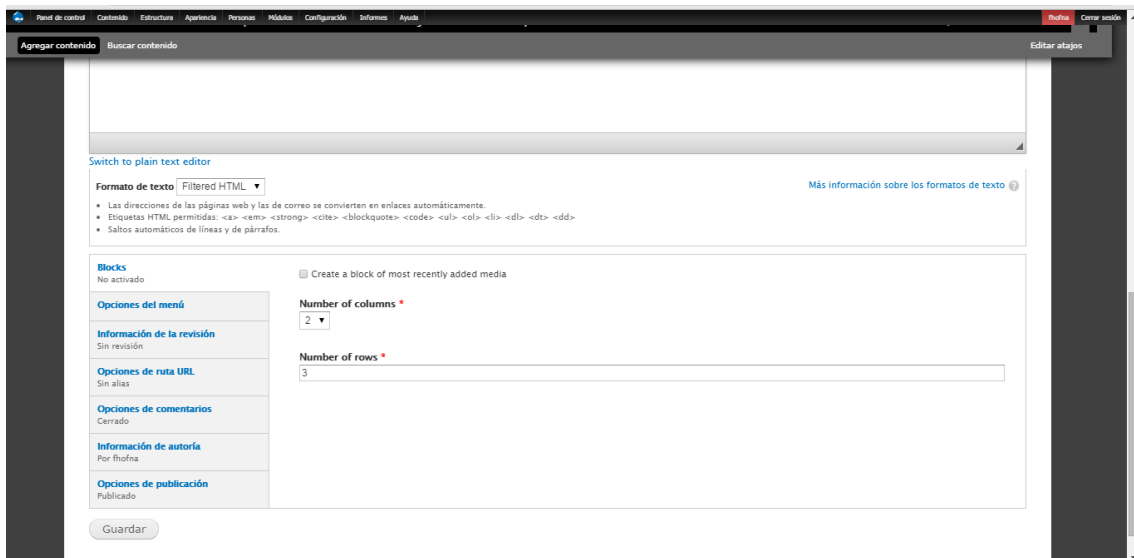 Panel de control Contenido Estructura Apariencia Personas Módulos Configuración Informes Ayuda fhofna Cerrar sesión
Agregar contenido Buscar contenido Editar atajos
Switch to plain text editor
Formato de texto Filtered HTML Más información sobre los formatos de texto
Las direcciones de las páginas web y las de correo se convierten en enlaces automáticamente.
Etiquetas HTML permitidas: <a> <em> <strong> <cite> <blockquote> <code> <ul> <ol> <li> <dl> <dt> <dd>
Saltos automáticos de líneas y de párrafos.
Blocks
No activado
Create a block of most recently added media
Opciones del menú
Number of columns *
2
Información de la revisión
Sin revisión
Number of rows *
3
Opciones de ruta URL
Sin alias
Opciones de comentarios
Cerrado
Información de autoría
Por fhofna
Opciones de publicación
Publicado
Guardar